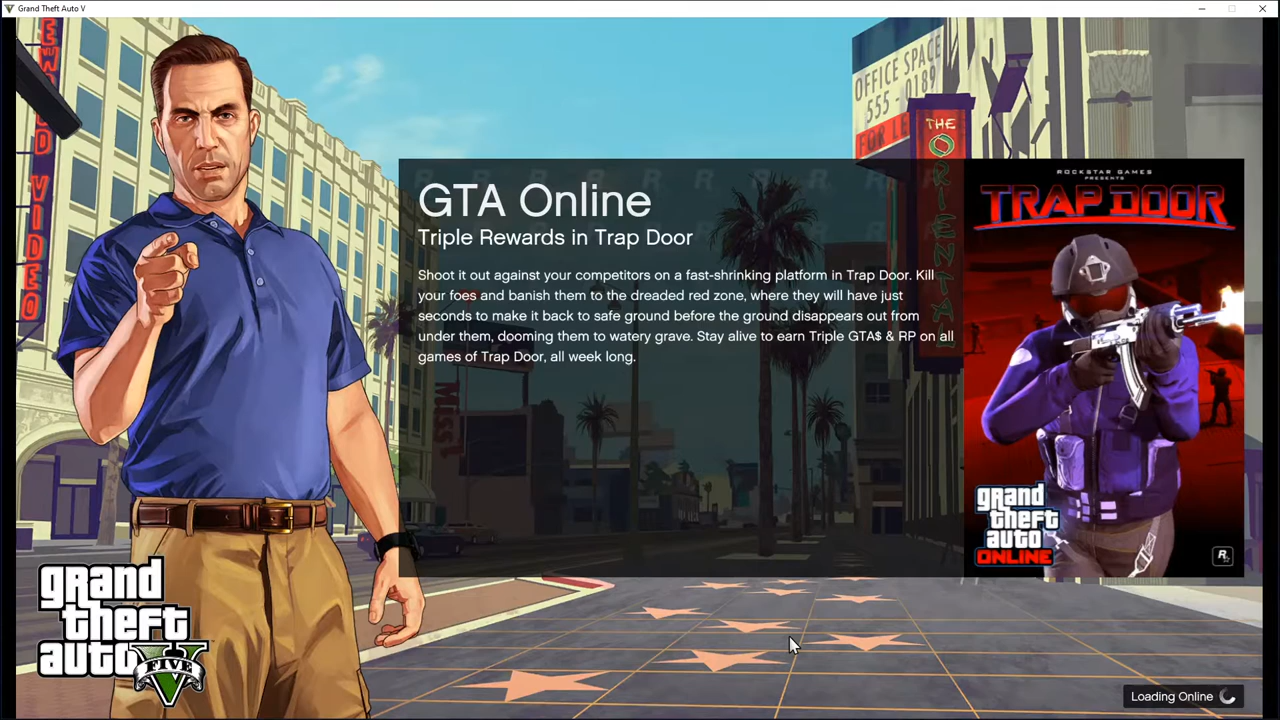 Grand Theft Auto V
OFFICE SPACE
555-0189
FOR LE
THE
ORIENTAL
VIDEO
GTA Online
Triple Rewards in Trap Door
Shoot it out against your competitors on a fast-shrinking platform in Trap Door. Kill
your foes and banish them to the dreaded red zone, where they will have just
seconds to make it back to safe ground before the ground disappears out from
under them, dooming them to watery grave. Stay alive to earn Triple GTA$ & RP on all
games of Trap Door, all week long.
ROCKSTAR GAMES
PRESENTS
TRAP DOOR
grand
theft
auto
ONLINE
R
grand
theft
auto
V
FIVE
Loading Online